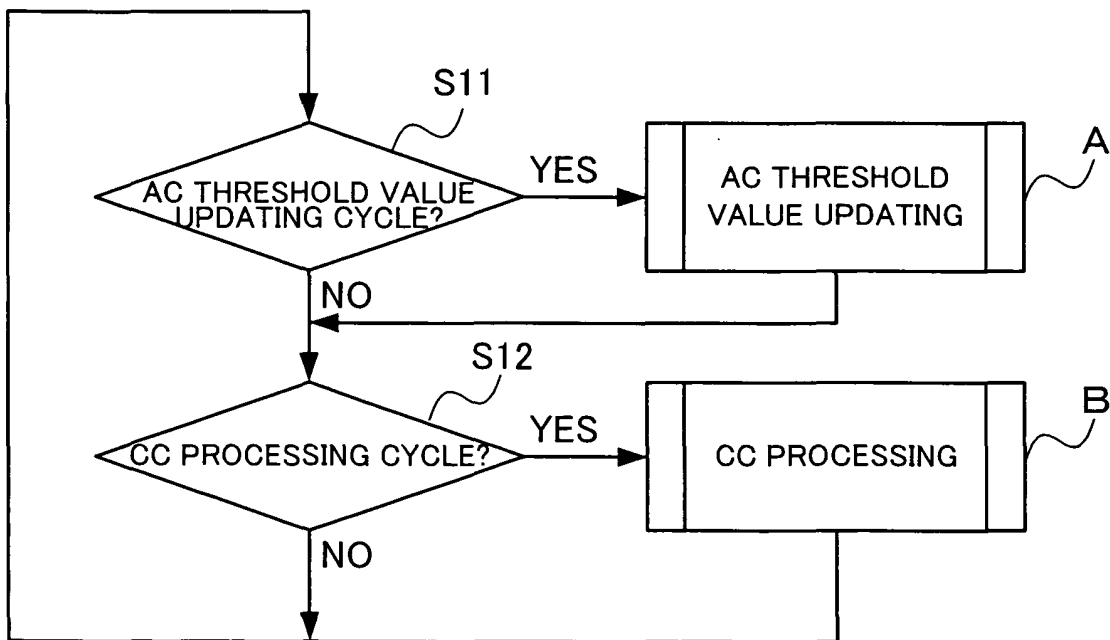 S11
AC THRESHOLD VALUE
UPDATING CYCLE?
YES
AC THRESHOLD
VALUE UPDATING
A
NO
S12
CC PROCESSING CYCLE?
YES
CC PROCESSING
B
NO